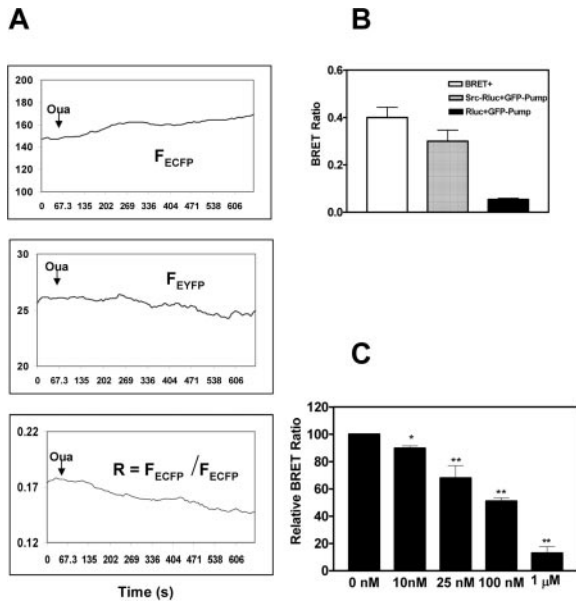 A
200
180
160
140
120
100
Oua
F ECFP
0 67.3 135 202 269 336 404 471 538 606
30
25
20
Oua
F EYFP
0 67.3 135 202 269 336 404 471 538 606
0.22
0.17
0.12
Oua
R = F ECFP / F ECFP
0 67.3 135 202 269 336 404 471 538 606
Time (s)
B
BRET Ratio
0.6
0.4
0.2
0.0
BRET+
Src-Rluc+GFP-Pump
Rluc+GFP-Pump
C
Relative BRET Ratio
120
100
80
60
40
20
0
*
**
**
**
0 nM 10nM 25 nM 100 nM 1 μM